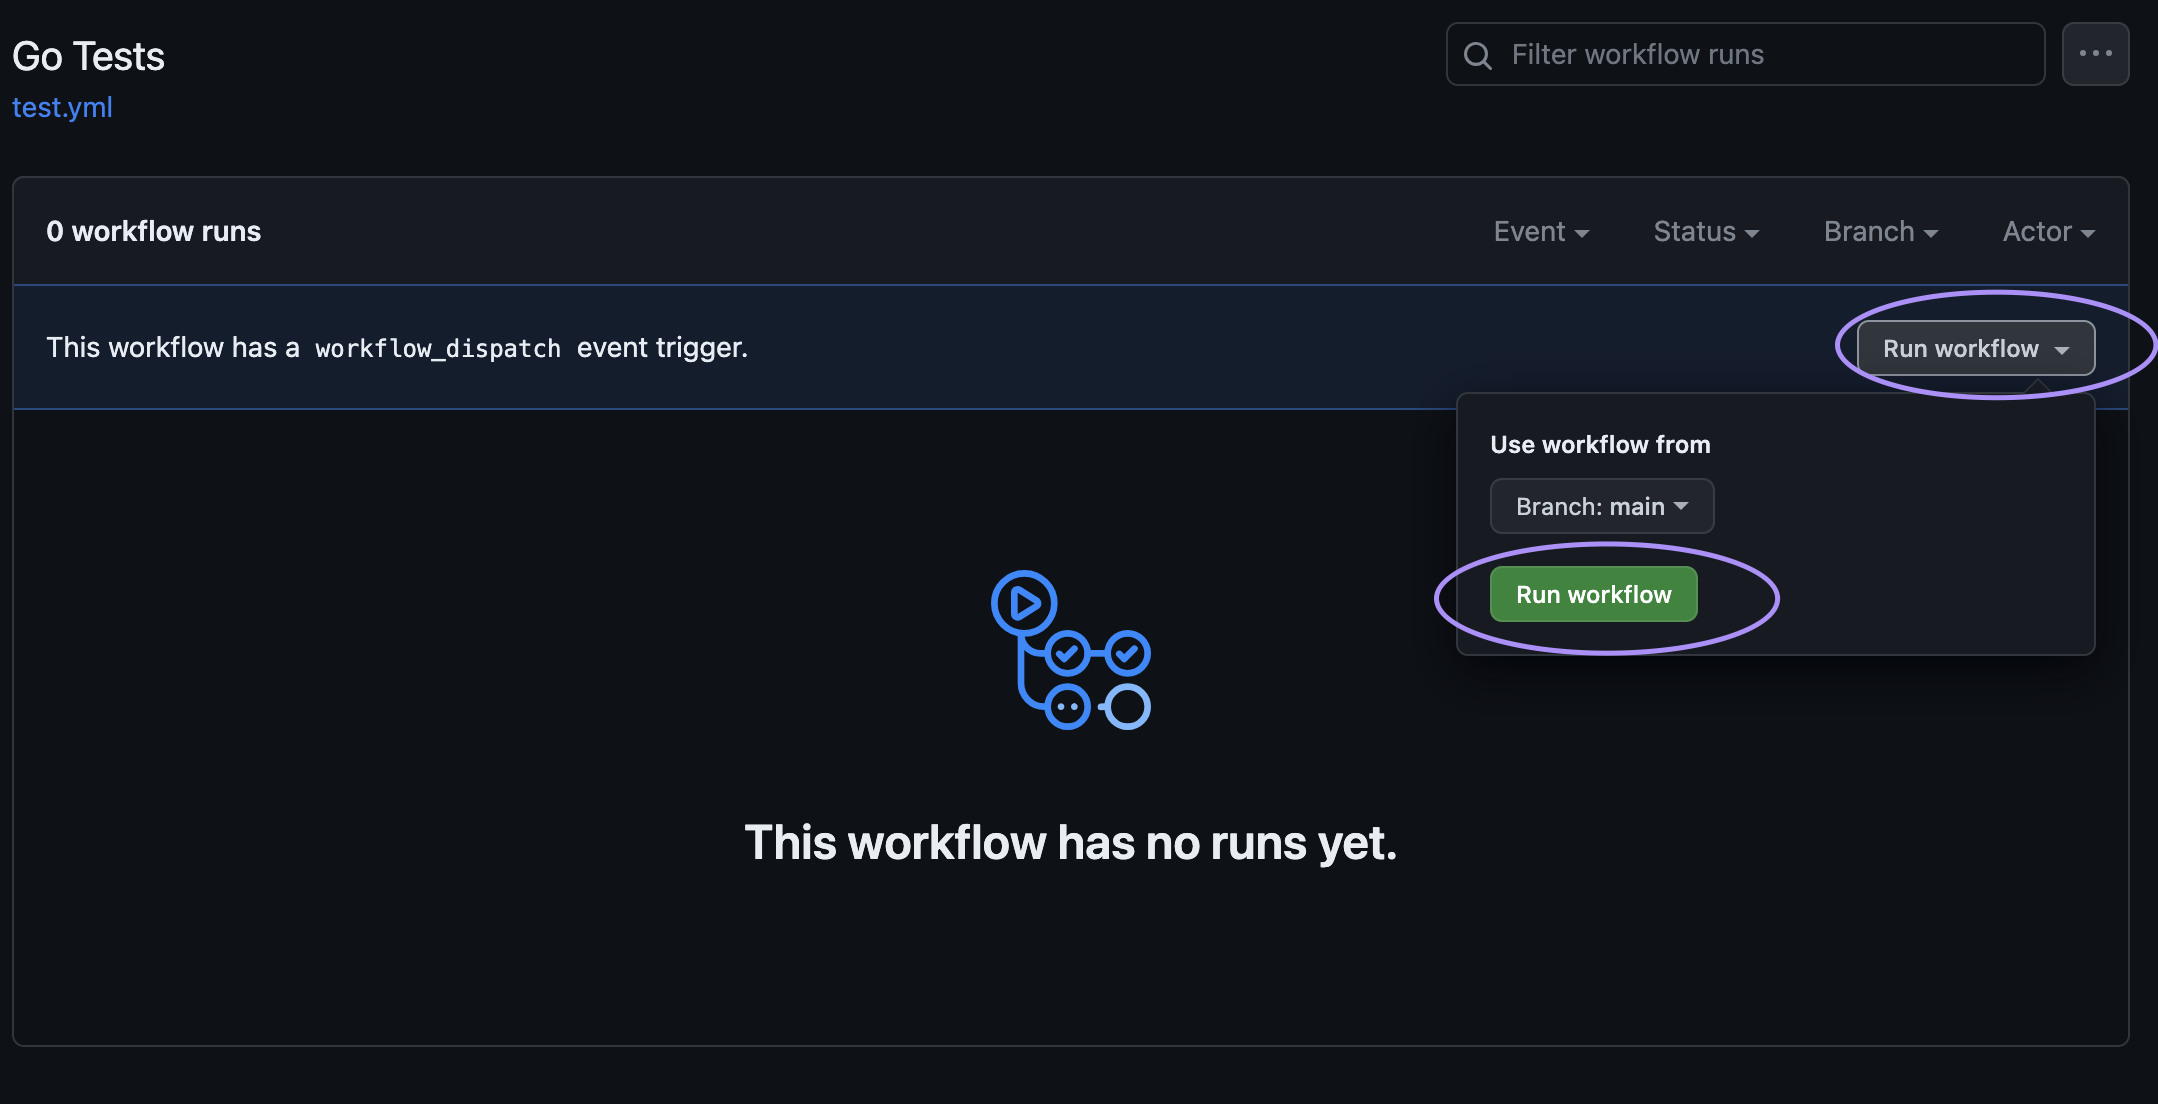 Go Tests
Filter workflow runs
test.yml
0 workflow runs
Event Status Branch Actor
This workflow has a workflow_dispatch event trigger.
Run workflow
Use workflow from
Branch: main
Run workflow
This workflow has no runs yet.